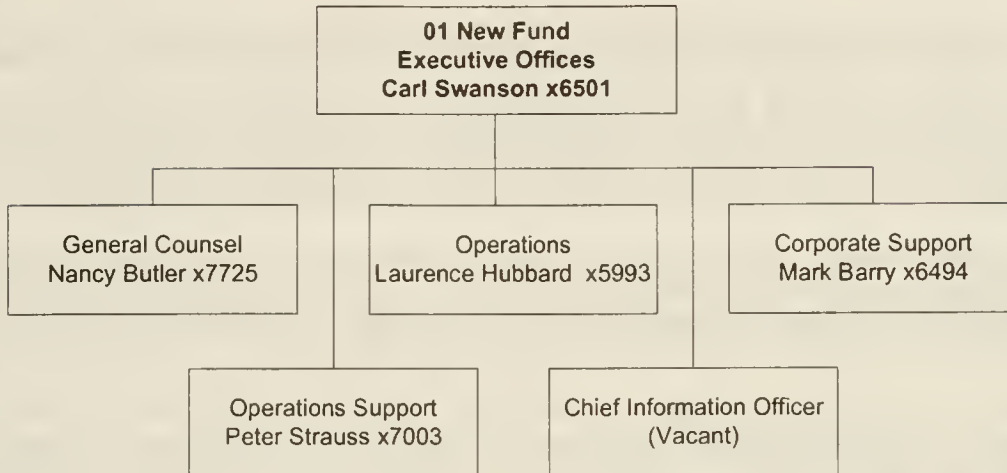 01 New Fund
Executive Offices
Carl Swanson x6501
General Counsel
Nancy Butler x7725
Operations
Laurence Hubbard x5993
Corporate Support
Mark Barry x6494
Operations Support
Peter Strauss x7003
Chief Information Officer
(Vacant)